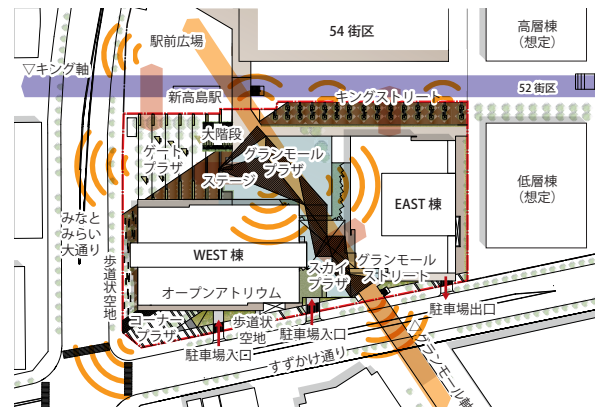 54 街区
高層棟
（想定）
駅前広場
▽キング軸
52 街区
新高島駅
キングストリート
大階段
ゲート
プラザ
グランモール
プラザ
ステージ
低層棟
（想定）
EAST 棟
みなと
みらい
大通り
歩道状空地
WEST 棟
スカイ
プラザ
グランモール
ストリート
オープンアトリウム
コーナー
プラザ
歩道状
空地
駐車場入口
駐車場出口
駐車場入口
すずかけ通り
▽グランモール軸